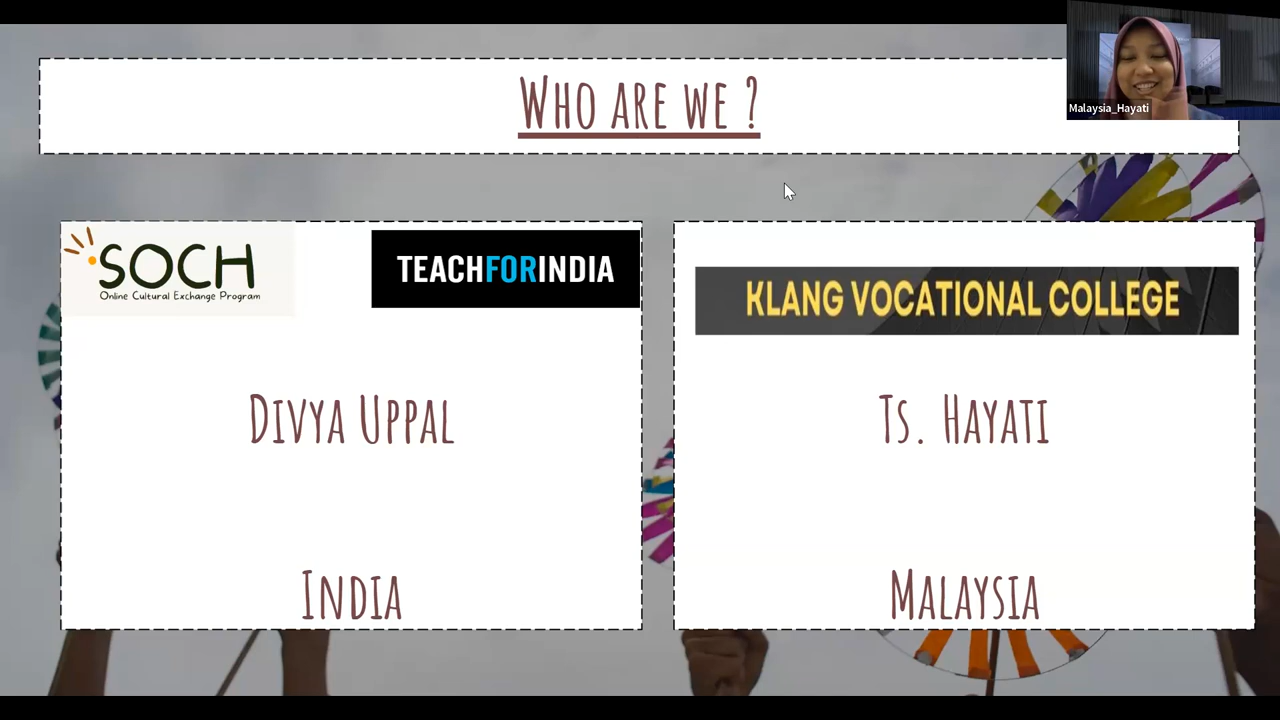 Who are we ?
Malaysia_Hayati
SOCH
Online Cultural Exchange Program
TEACHFORINDIA
Divya Uppal
India
KLANG VOCATIONAL COLLEGE
Ts. Hayati
Malaysia